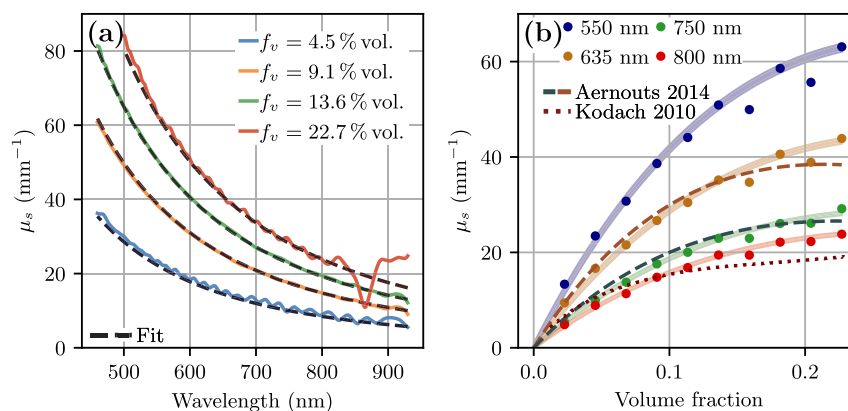 (a)
f_v = 4.5 % vol.
f_v = 9.1 % vol.
f_v = 13.6 % vol.
f_v = 22.7 % vol.
Fit
80
60
40
20
0
μ_s (mm⁻¹)
500 600 700 800 900
Wavelength (nm)
(b)
550 nm 750 nm
635 nm 800 nm
Aernouts 2014
Kodach 2010
60
40
20
0
μ_s (mm⁻¹)
0.0 0.1 0.2
Volume fraction